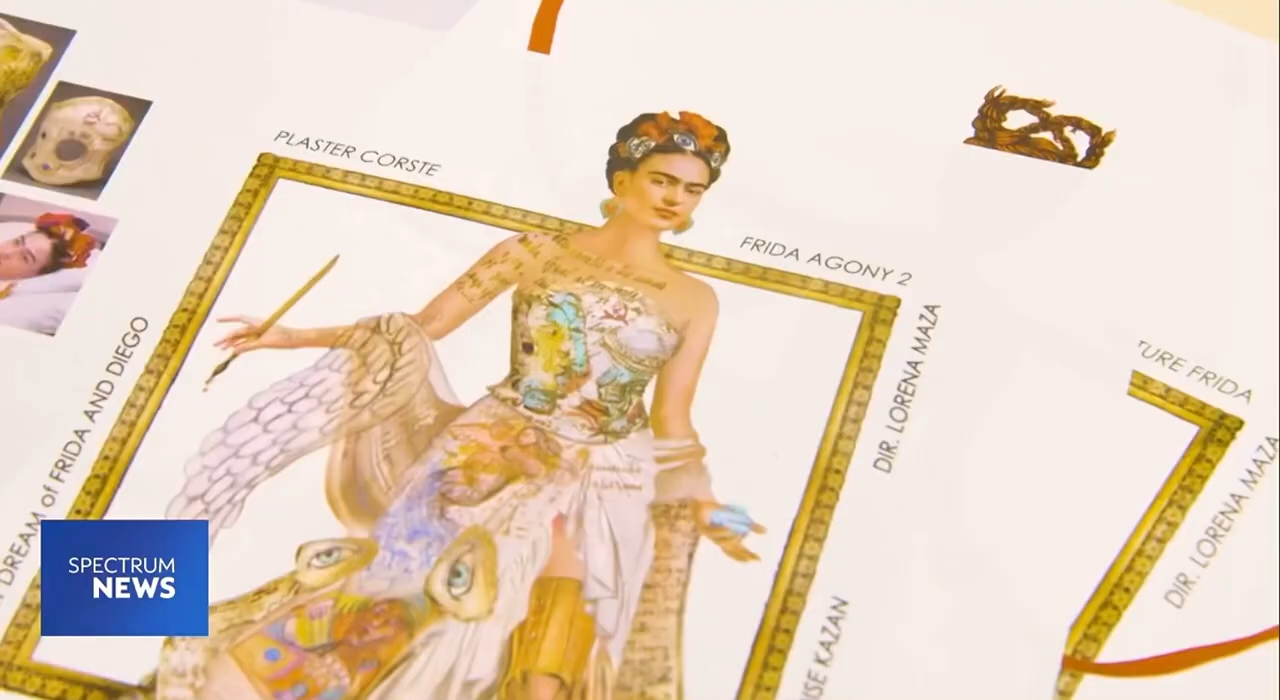 PLASTER CORSTE
FRIDA AGONY 2
DIR. LORENA MAZA
DREAM of FRIDA AND DIEGO
TURE FRIDA
DIR. LORENA MAZA
ISE KAZAN
SPECTRUM
NEWS